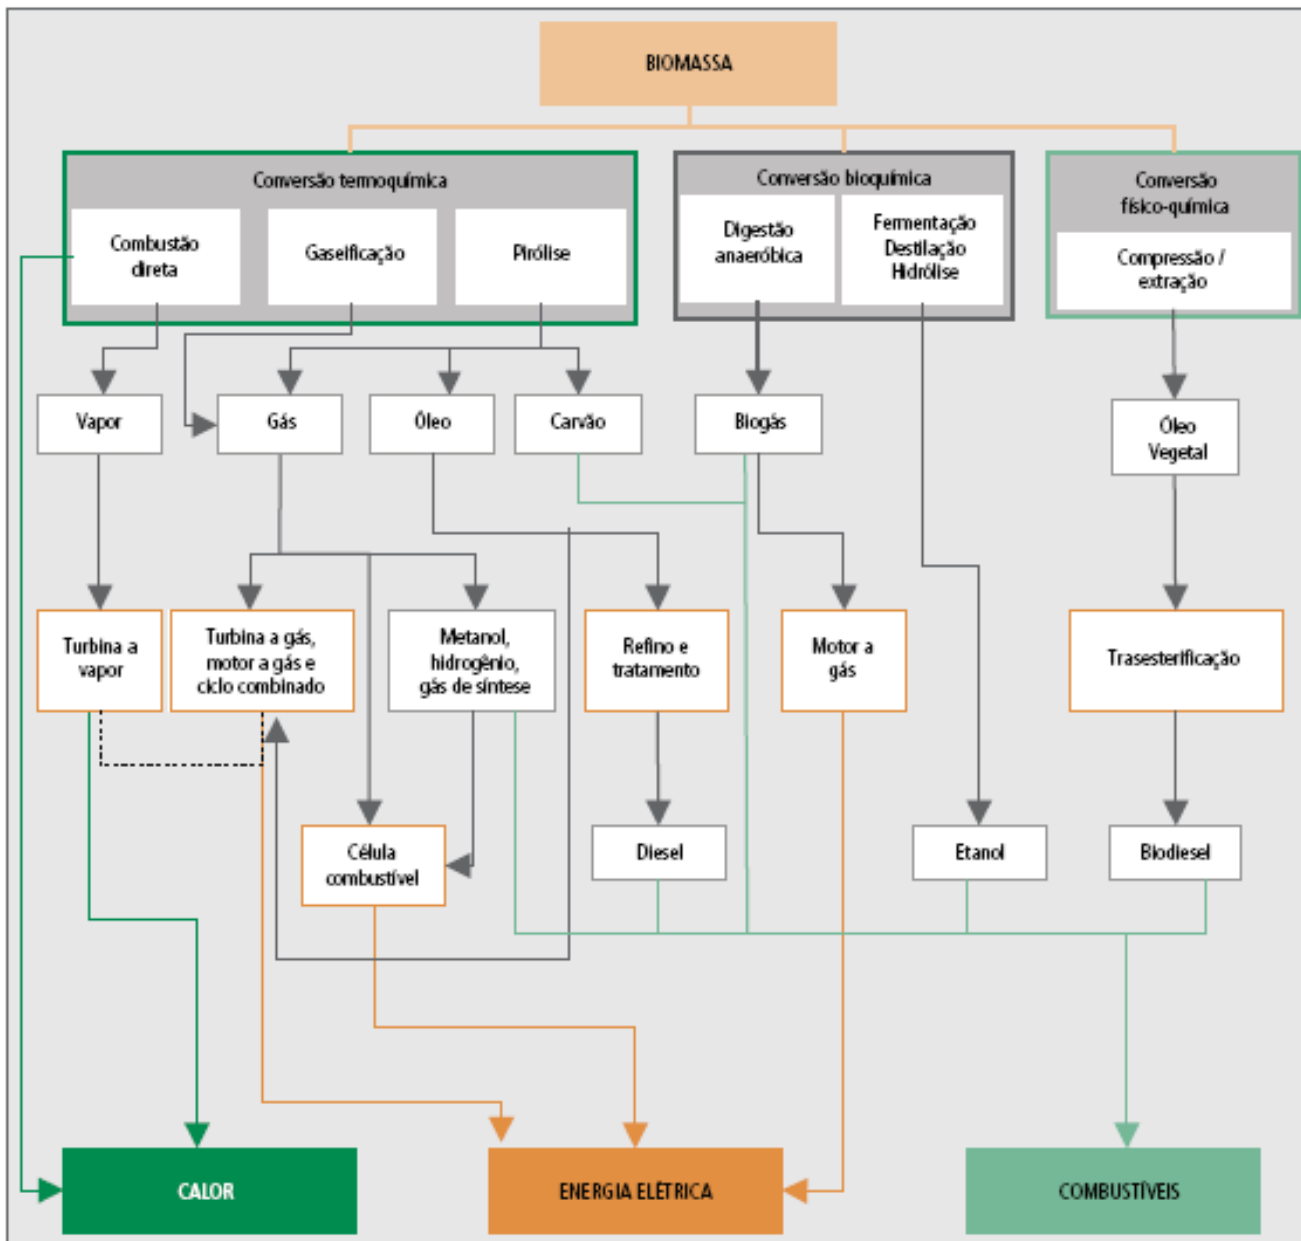 BIOMASSA
Conversão termoquímica
Combustão
direta
Gaseificação
Pirólise
Conversão bioquímica
Digestão
anaeróbica
Fermentação
Destilação
Hidrólise
Conversão
físico-química
Compressão /
extração
Vapor
Gás
Óleo
Carvão
Biogás
Óleo
Vegetal
Turbina a
vapor
Turbina a gás,
motor a gás e
ciclo combinado
Metanol,
hidrogênio,
gás de síntese
Refino e
tratamento
Motor a
gás
Trasesterificação
Célula
combustível
Diesel
Etanol
Biodiesel
CALOR
ENERGIA ELÉTRICA
COMBUSTÍVEIS